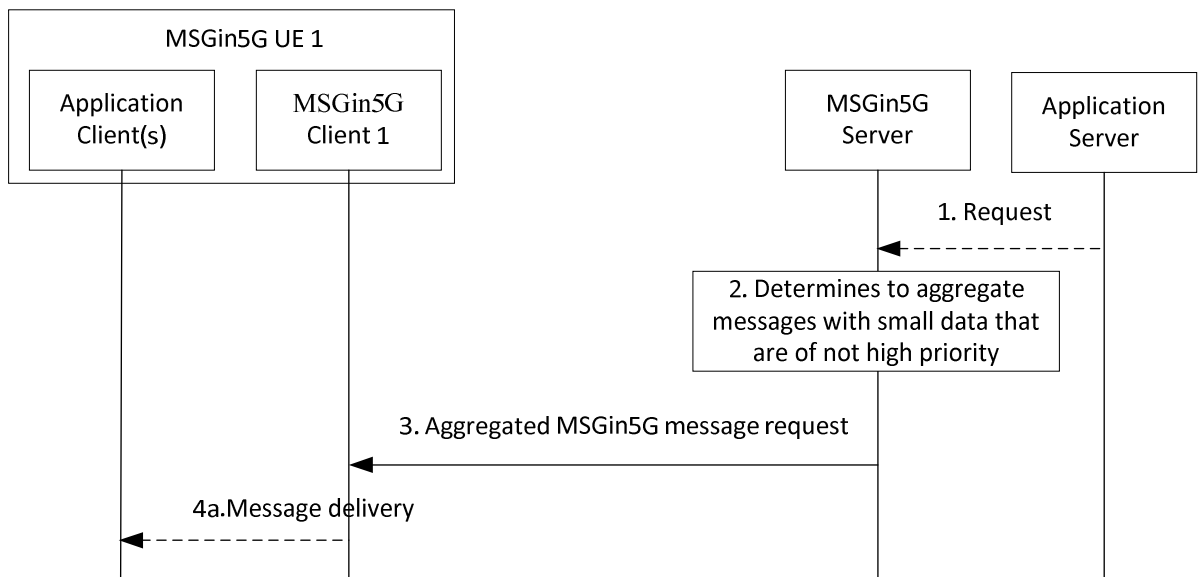 MSGin5G UE 1
Application
Client(s)
MSGin5G
Client 1
MSGin5G
Server
Application
Server
1. Request
2. Determines to aggregate
messages with small data that
are of not high priority
3. Aggregated MSGin5G message request
4a.Message delivery